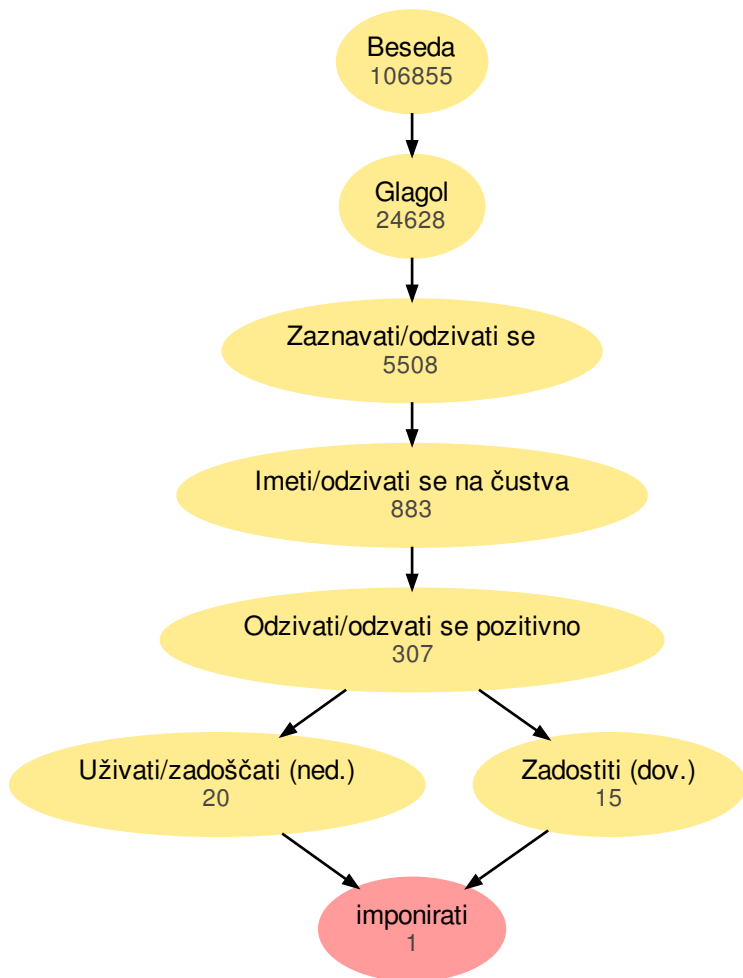 Beseda
106855
Glagol
24628
Zaznavati/odzivati se
5508
Imeti/odzivati se na čustva
883
Odzivati/odzvati se pozitivno
307
Uživati/zadoščati (ned.)
20
Zadostiti (dov.)
15
imponirati
1